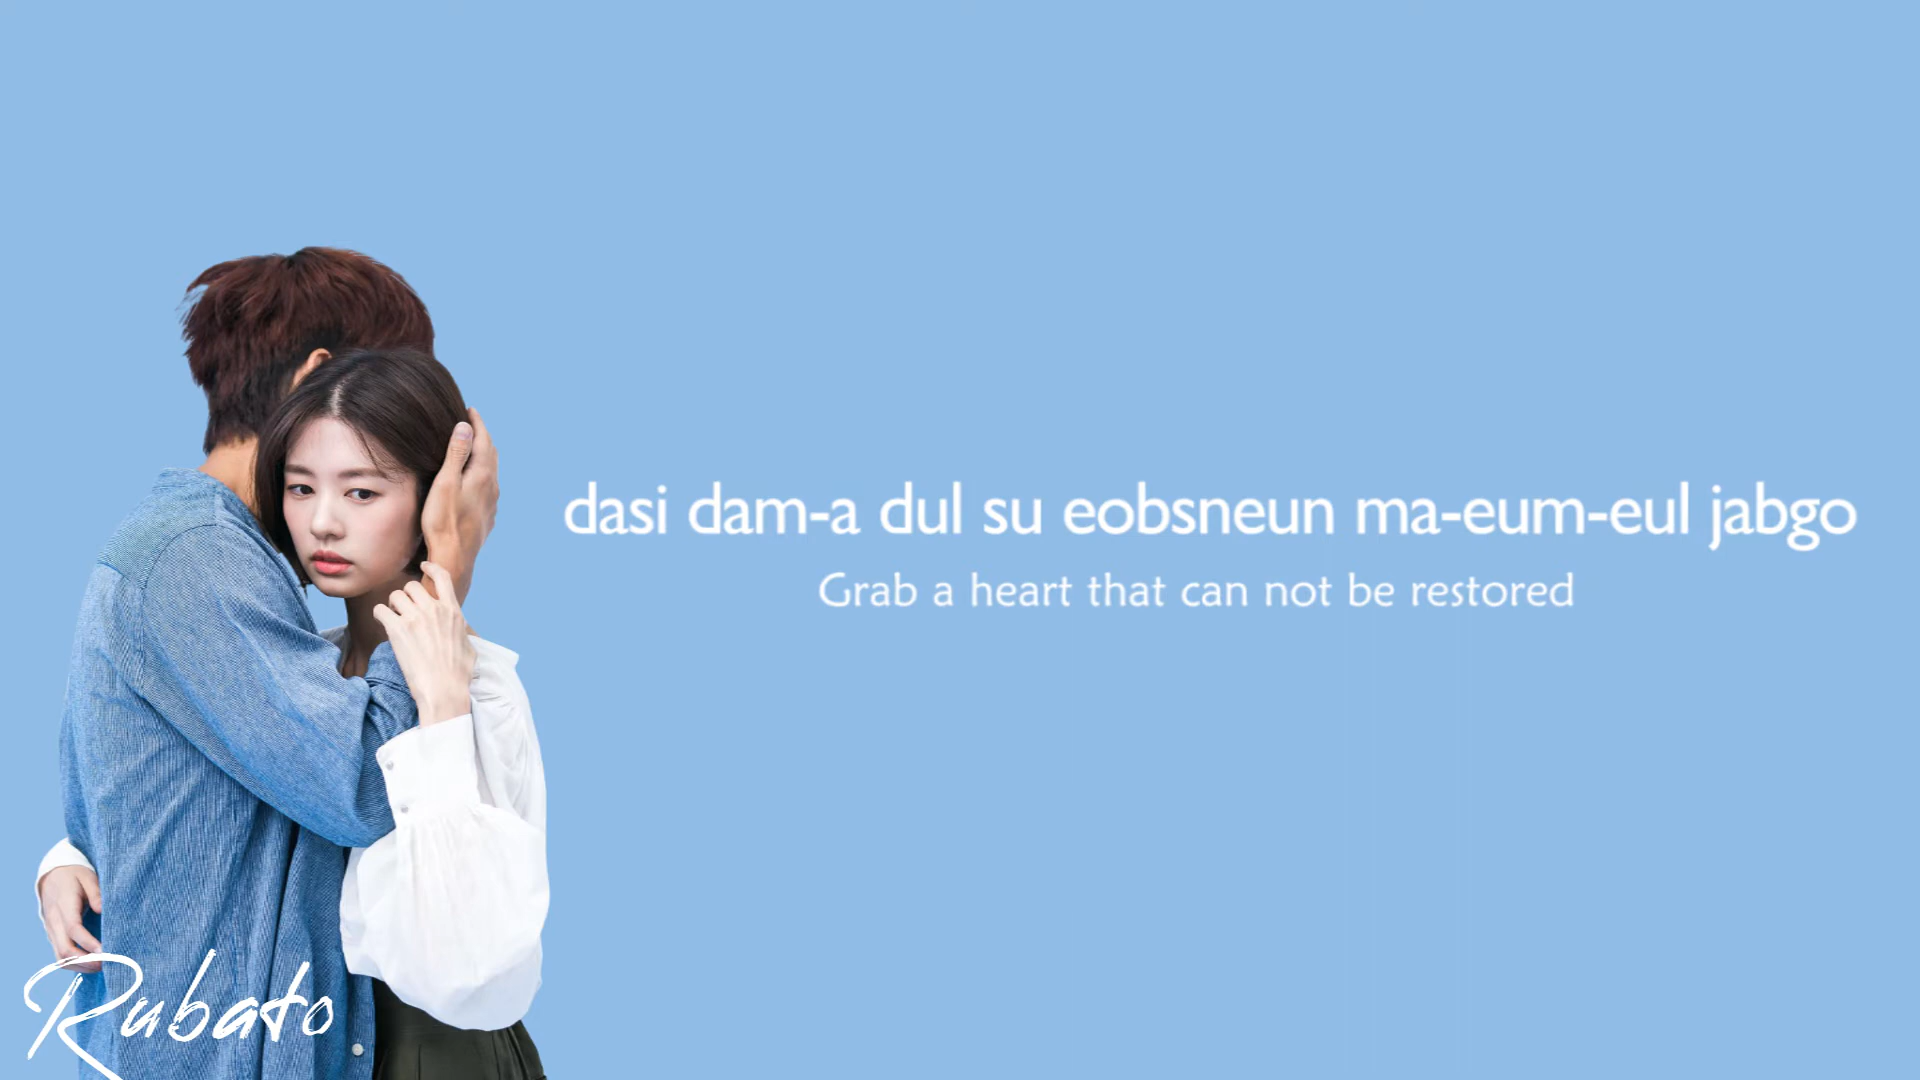 dasi dam-a dul su eobsneun ma-eum-eul jabgo
Grab a heart that can not be restored
Rubato